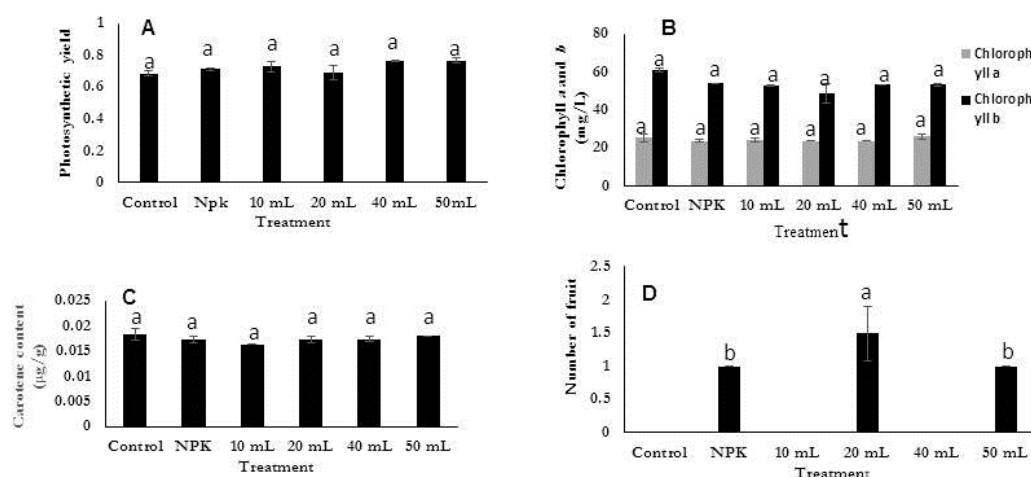 A
Photosynthetic yield
1
0.8
0.6
0.4
0.2
0
a a a a a a
Control Npk 10 mL 20 mL 40 mL 50mL
Treatment
B
Chlorophyll a and b
(mg/L)
80
60
40
20
0
a a a a a a
a a a a a a
Control NPK 10 mL 20 mL 40 mL 50 mL
Treatment
Chloroph
yll a
Chloroph
yll b
C
Carotene content
(µg/g)
0.025
0.02
0.015
0.01
0.005
0
a a a a a a
Control NPK 10 mL 20 mL 40 mL 50 mL
Treatment
D
Number of fruit
2.5
2
1.5
1
0.5
0
b a b
Control NPK 10 mL 20 mL 40 mL 50 mL
Treatment